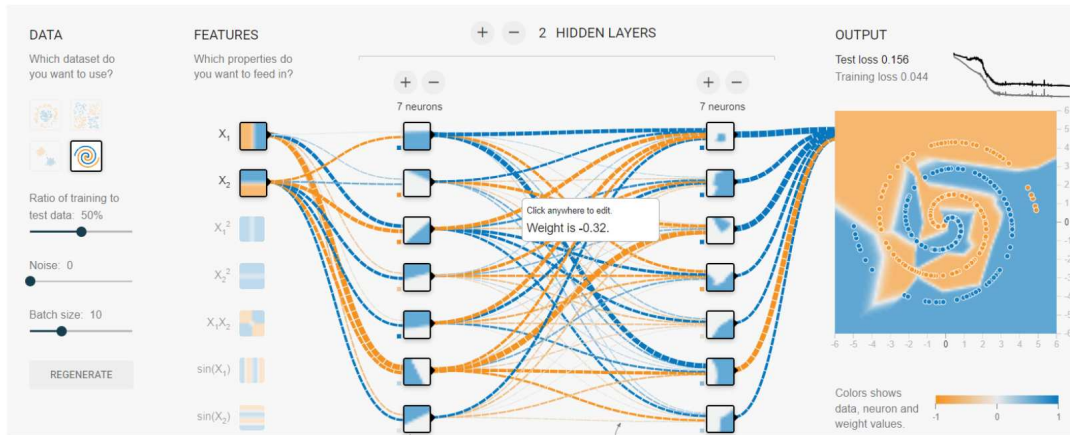 DATA
Which dataset do
you want to use?
Ratio of training to
test data: 50%
Noise: 0
Batch size: 10
REGENERATE
FEATURES
Which properties do
you want to feed in?
X₁
X₂
X₁²
X₂²
X₁X₂
sin(X₁)
sin(X₂)
+ − 2 HIDDEN LAYERS
+ −
7 neurons
+ −
7 neurons
Click anywhere to edit.
Weight is -0.32.
OUTPUT
Test loss 0.156
Training loss 0.044
6
5
4
3
2
1
0
-1
-2
-3
-4
-5
-6
-6 -5 -4 -3 -2 -1 0 1 2 3 4 5 6
Colors shows
data, neuron and
weight values.
-1 0 1